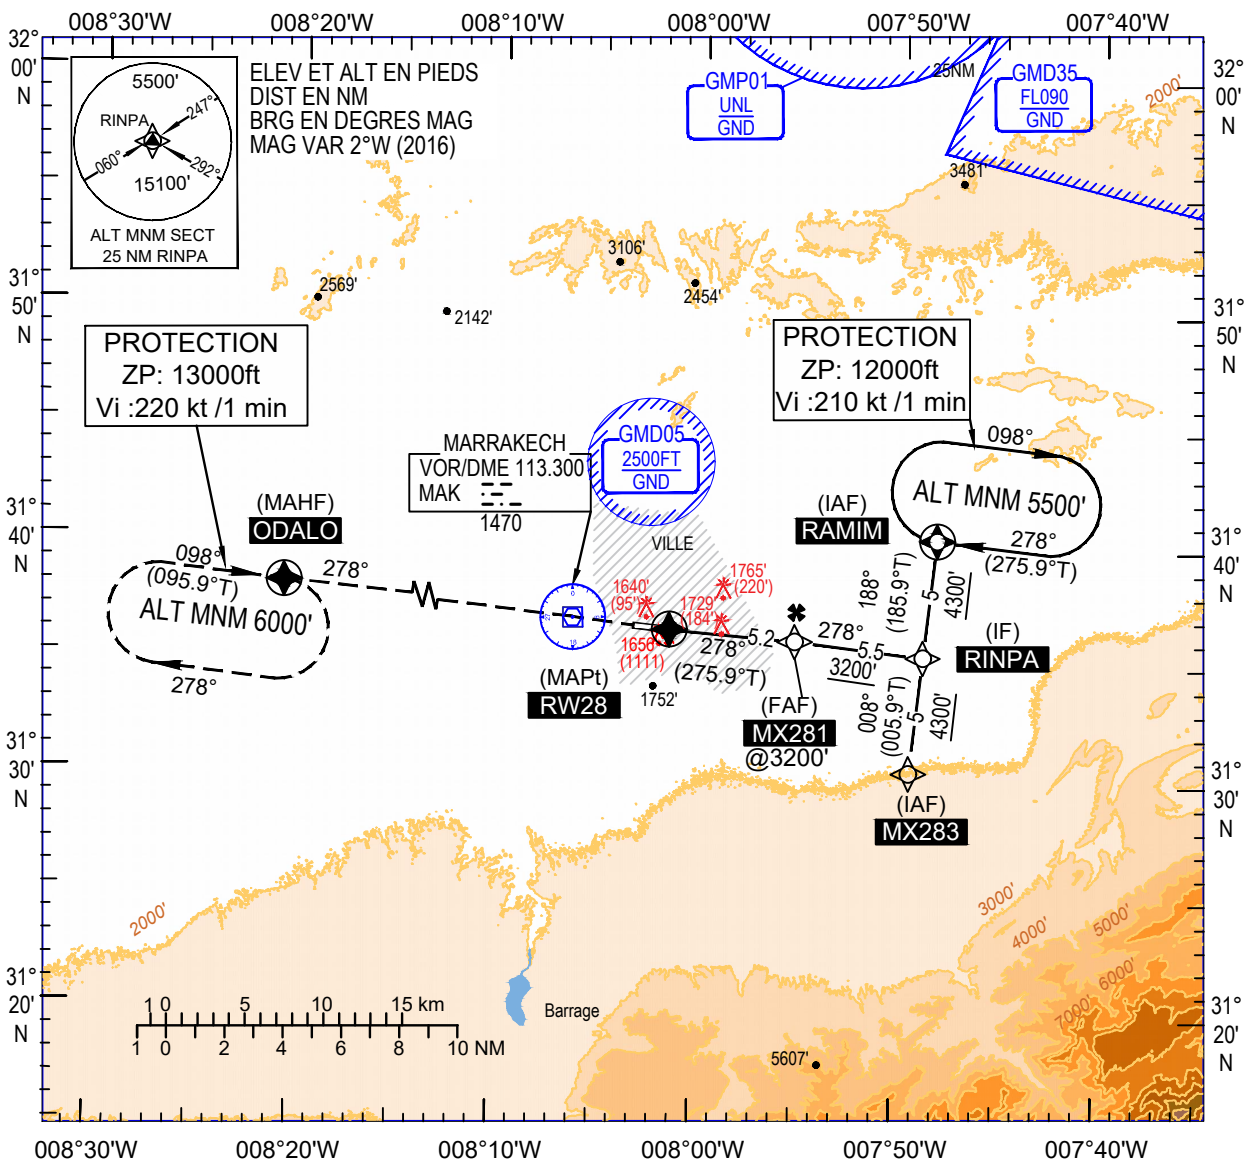 008°30'W
008°20'W
008°10'W
008°00'W
007°50'W
007°40'W
32°
00'
N
5500'
RINPA
247°
060°
292°
15100'
ALT MNM SECT
25 NM RINPA
ELEV ET ALT EN PIEDS
DIST EN NM
BRG EN DEGRES MAG
MAG VAR 2°W (2016)
GMP01
UNL
GND
25NM
GMD35
FL090
GND
2000'
32°
00'
N
3481'
3106'
2454'
2569'
2142'
31°
50'
N
31°
50'
N
PROTECTION
ZP: 13000ft
Vi :220 kt /1 min
PROTECTION
ZP: 12000ft
Vi :210 kt /1 min
GMD05
2500FT
GND
MARRAKECH
VOR/DME 113.300
MAK
1470
098°
ALT MNM 5500'
278°
(275.9°T)
(IAF)
RAMIM
31°
40'
N
31°
40'
N
(MAHF)
ODALO
098°
(095.9°T)
278°
ALT MNM 6000'
278°
VILLE
0
18
27
1640'
(95')
1765'
(220')
1729'
(184')
1656'
(1111)
1752'
(MAPt)
RW28
278°
(275.9°T)
5.2
278°
5.5
3200'
188°
(185.9°T)
5
4300'
(IF)
RINPA
(FAF)
MX281
@3200'
008°
(005.9°T)
5
4300'
(IAF)
MX283
31°
30'
N
31°
30'
N
2000'
3000'
4000'
5000'
6000'
7000'
31°
20'
N
31°
20'
N
Barrage
5607'
1 0 5 10 15 km
1 0 2 4 6 8 10 NM
008°30'W
008°20'W
008°10'W
008°00'W
007°50'W
007°40'W